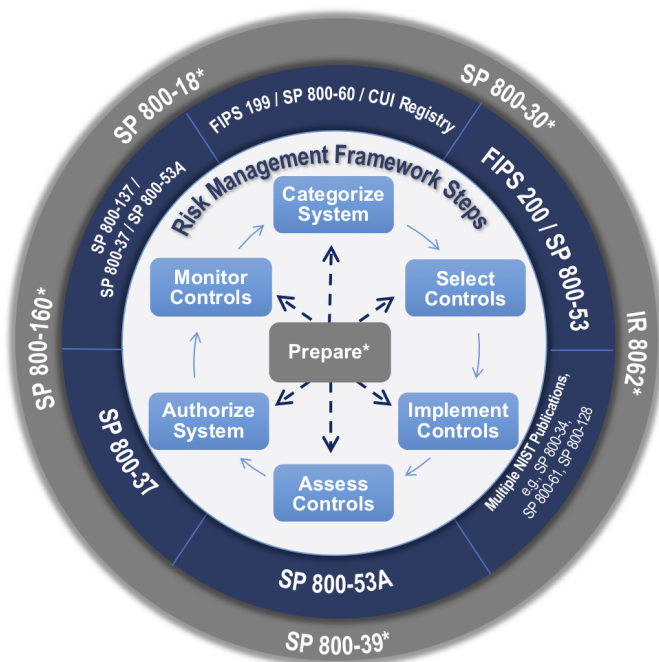 SP 800-18*
SP 800-30*
FIPS 199 / SP 800-60 / CUI Registry
SP 800-137 /
SP 800-37 / SP 800-53A
FIPS 200 / SP 800-53
Risk Management Framework Steps
Categorize
System
Monitor
Controls
Select
Controls
SP 800-160*
IR 8062*
Prepare*
Authorize
System
Implement
Controls
SP 800-37
Multiple NIST Publications,
e.g., SP 800-34,
SP 800-61, SP 800-128
Assess
Controls
SP 800-53A
SP 800-39*